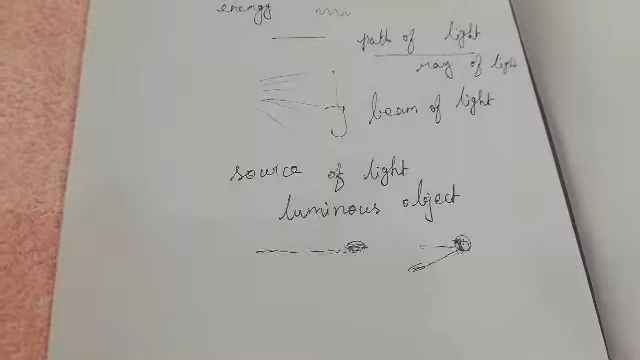 energy
path of light
ray of light
beam of light
source of light
luminous object